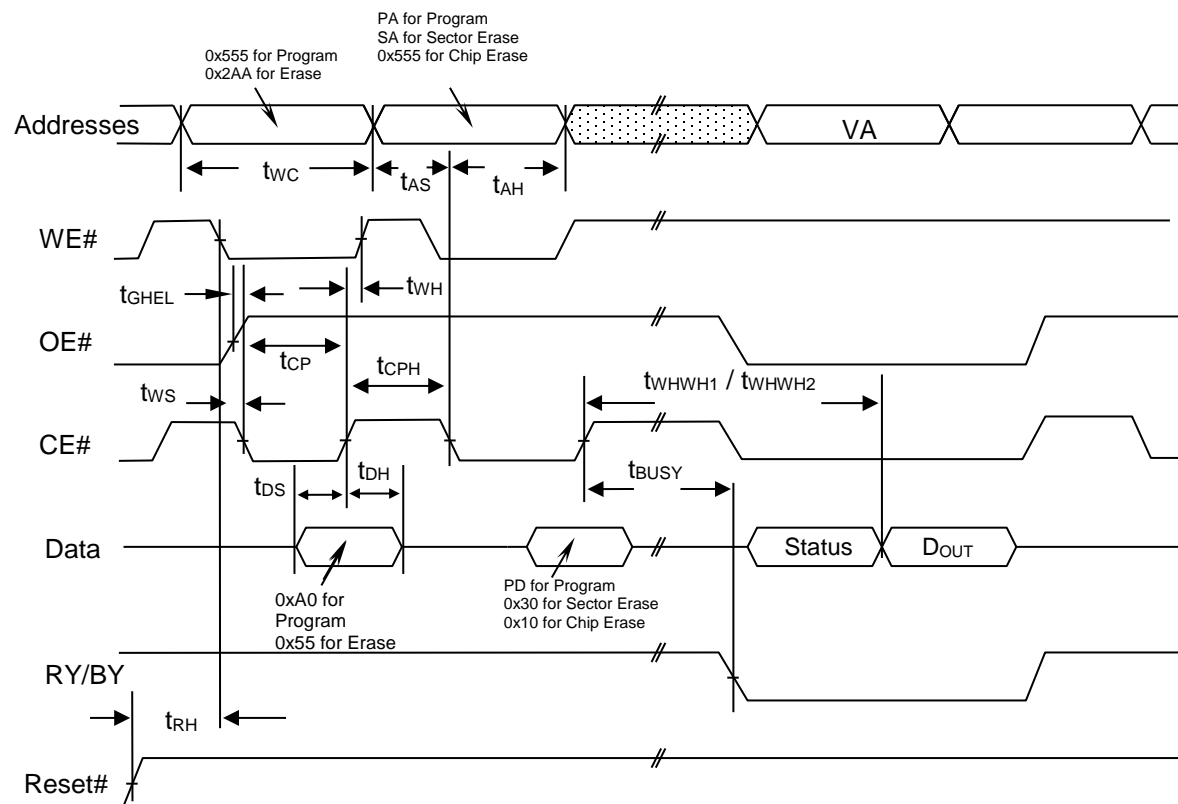 PA for Program
SA for Sector Erase
0x555 for Chip Erase
0x555 for Program
0x2AA for Erase
Addresses
VA
tWC
tAS
tAH
WE#
tGHEL
tWH
OE#
tCP
tCPH
tWHWH1 / tWHWH2
tWS
CE#
tBUSY
tDS
tDH
Data
Status
DOUT
0xA0 for
Program
0x55 for Erase
PD for Program
0x30 for Sector Erase
0x10 for Chip Erase
RY/BY
tRH
Reset#